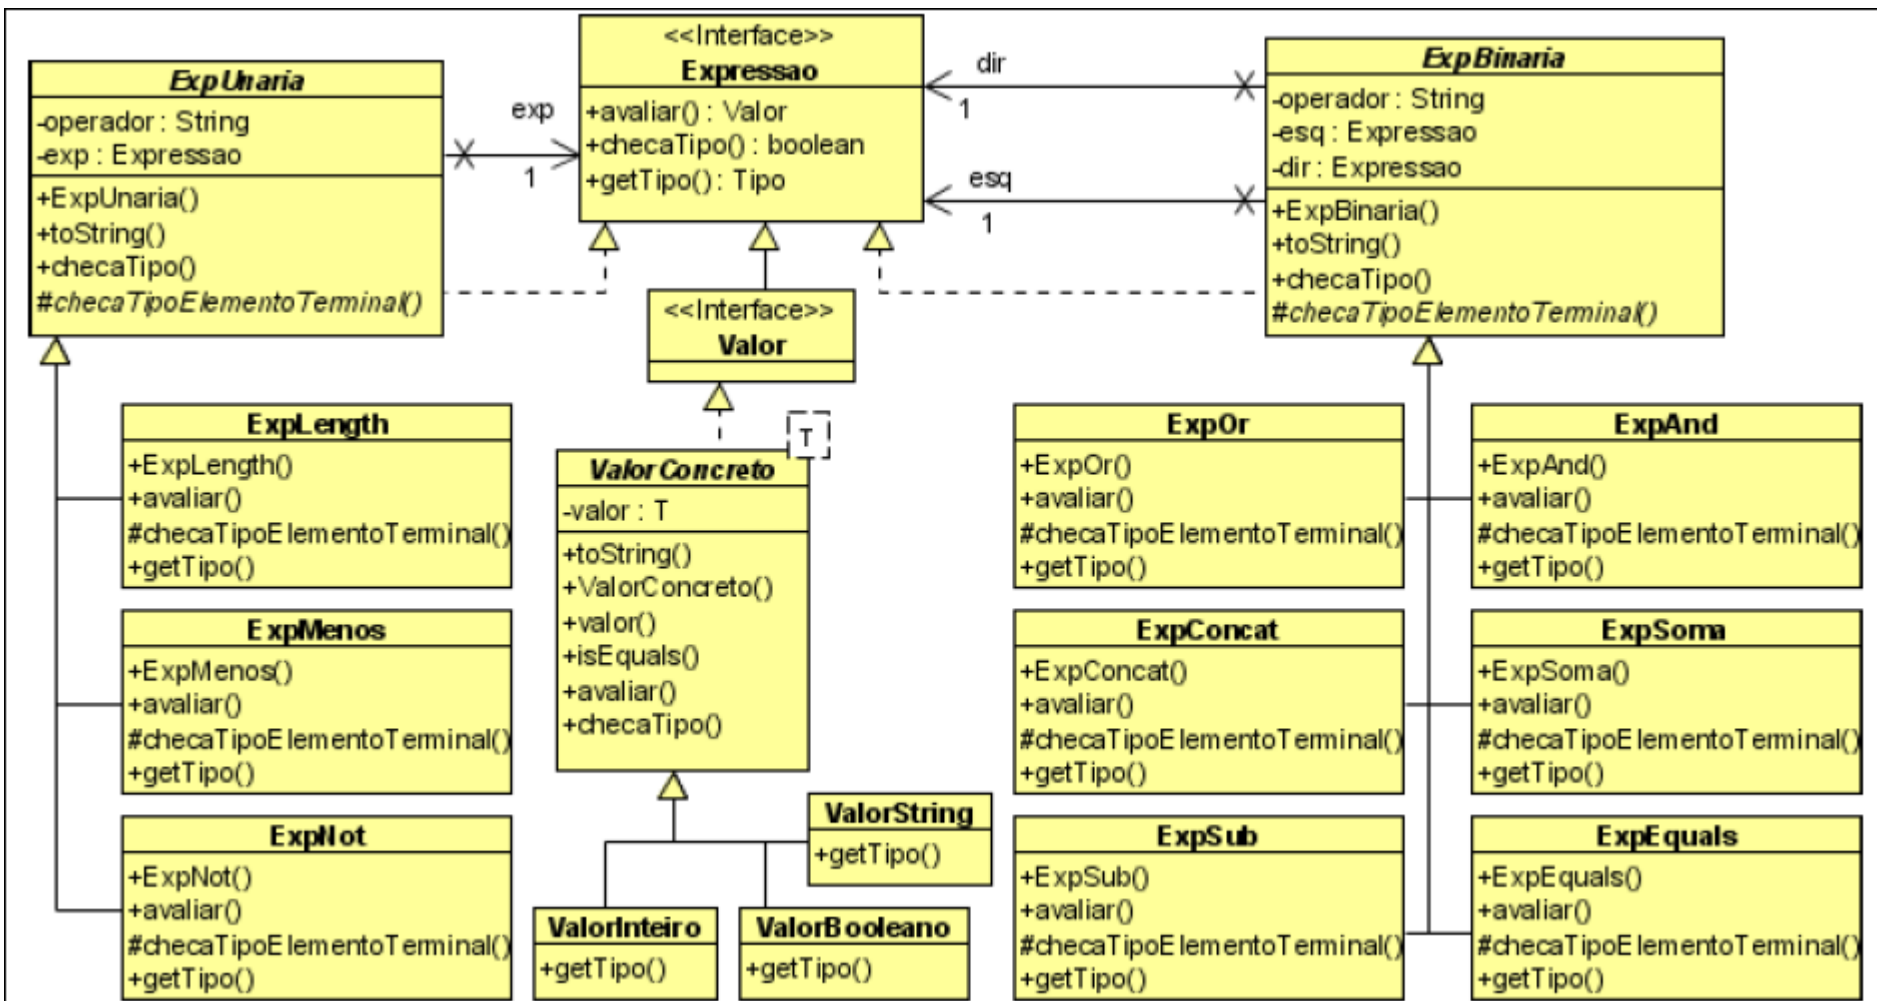 ExpUnaria
-operador : String
-exp : Expressao
+ExpUnaria()
+toString()
+checaTipo()
#checaTipoElementoTerminal()
exp
1
<<Interface>>
Expressao
+avaliar() : Valor
+checaTipo() : boolean
+getTipo() : Tipo
dir
1
esq
1
ExpBinaria
-operador : String
-esq : Expressao
-dir : Expressao
+ExpBinaria()
+toString()
+checaTipo()
#checaTipoElementoTerminal()
<<Interface>>
Valor
ExpLength
+ExpLength()
+avaliar()
#checaTipoElementoTerminal()
+getTipo()
ExpMenos
+ExpMenos()
+avaliar()
#checaTipoElementoTerminal()
+getTipo()
ExpNot
+ExpNot()
+avaliar()
#checaTipoElementoTerminal()
+getTipo()
T
ValorConcreto
-valor : T
+toString()
+ValorConcreto()
+valor()
+isEquals()
+avaliar()
+checaTipo()
ValorString
+getTipo()
ValorInteiro
+getTipo()
ValorBooleano
+getTipo()
ExpOr
+ExpOr()
+avaliar()
#checaTipoElementoTerminal()
+getTipo()
ExpAnd
+ExpAnd()
+avaliar()
#checaTipoElementoTerminal()
+getTipo()
ExpConcat
+ExpConcat()
+avaliar()
#checaTipoElementoTerminal()
+getTipo()
ExpSoma
+ExpSoma()
+avaliar()
#checaTipoElementoTerminal()
+getTipo()
ExpSub
+ExpSub()
+avaliar()
#checaTipoElementoTerminal()
+getTipo()
ExpEquals
+ExpEquals()
+avaliar()
#checaTipoElementoTerminal()
+getTipo()